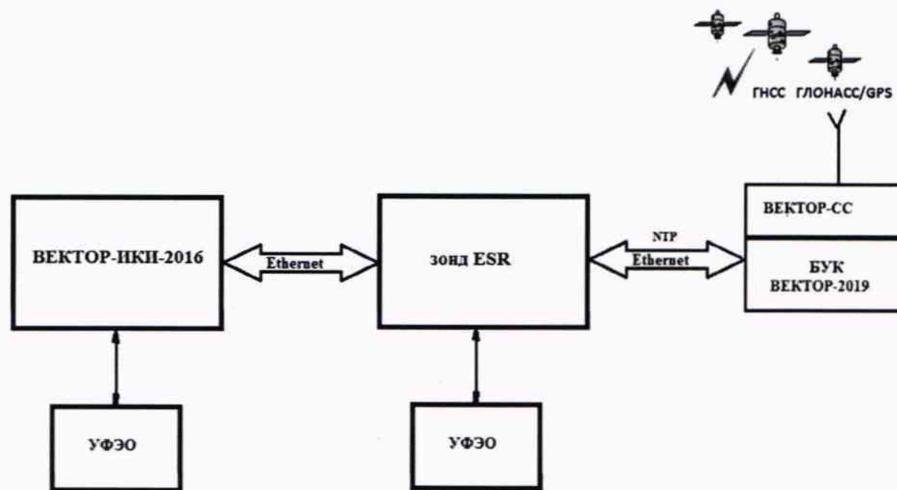 ГНСС ГЛОНАСС/GPS
ВЕКТОР-СС
ВЕКТОР-ИКИ-2016
Ethernet
зонд ESR
NTP
Ethernet
БУК
ВЕКТОР-2019
УФЭО
УФЭО